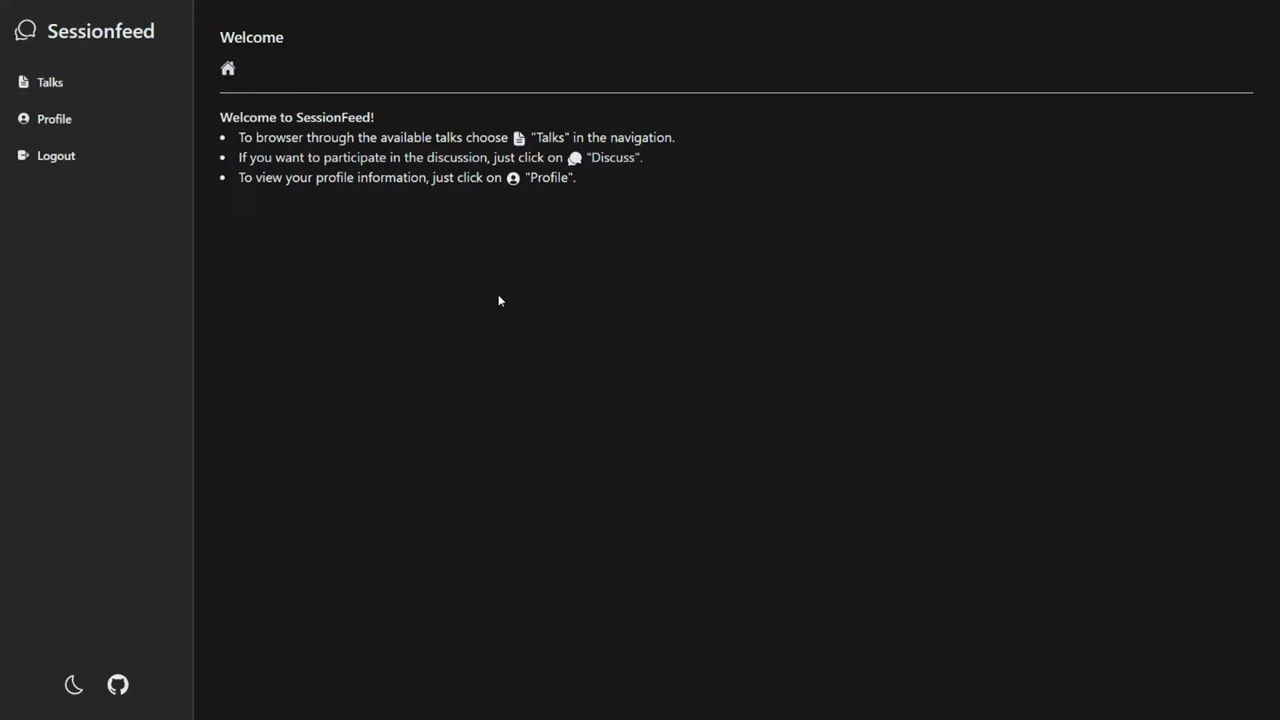 Sessionfeed
Talks
Profile
Logout
Welcome
Welcome to SessionFeed!
• To browser through the available talks choose "Talks" in the navigation.
• If you want to participate in the discussion, just click on "Discuss".
• To view your profile information, just click on "Profile".